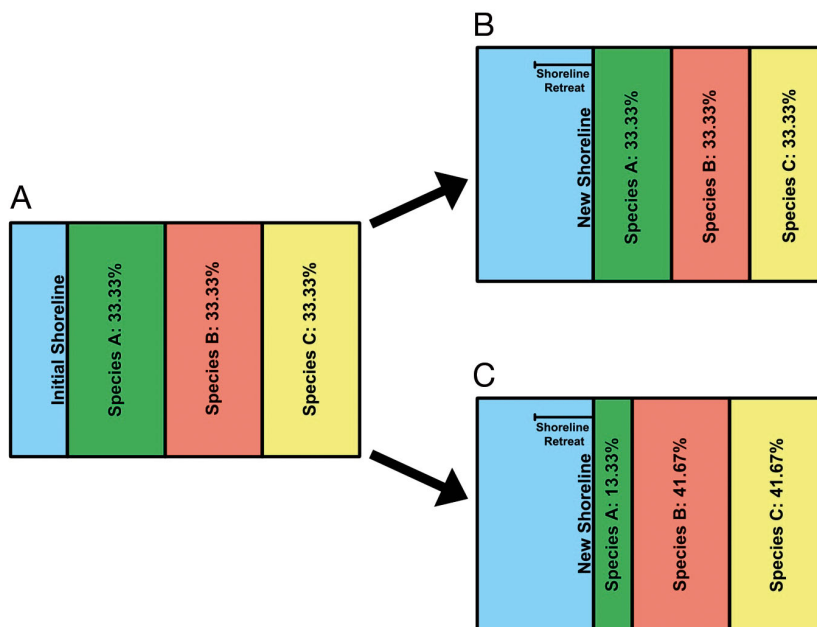 A
Initial Shoreline
Species A: 33.33%
Species B: 33.33%
Species C: 33.33%
B
Shoreline
Retreat
New Shoreline
Species A: 33.33%
Species B: 33.33%
Species C: 33.33%
C
Shoreline
Retreat
New Shoreline
Species A: 13.33%
Species B: 41.67%
Species C: 41.67%